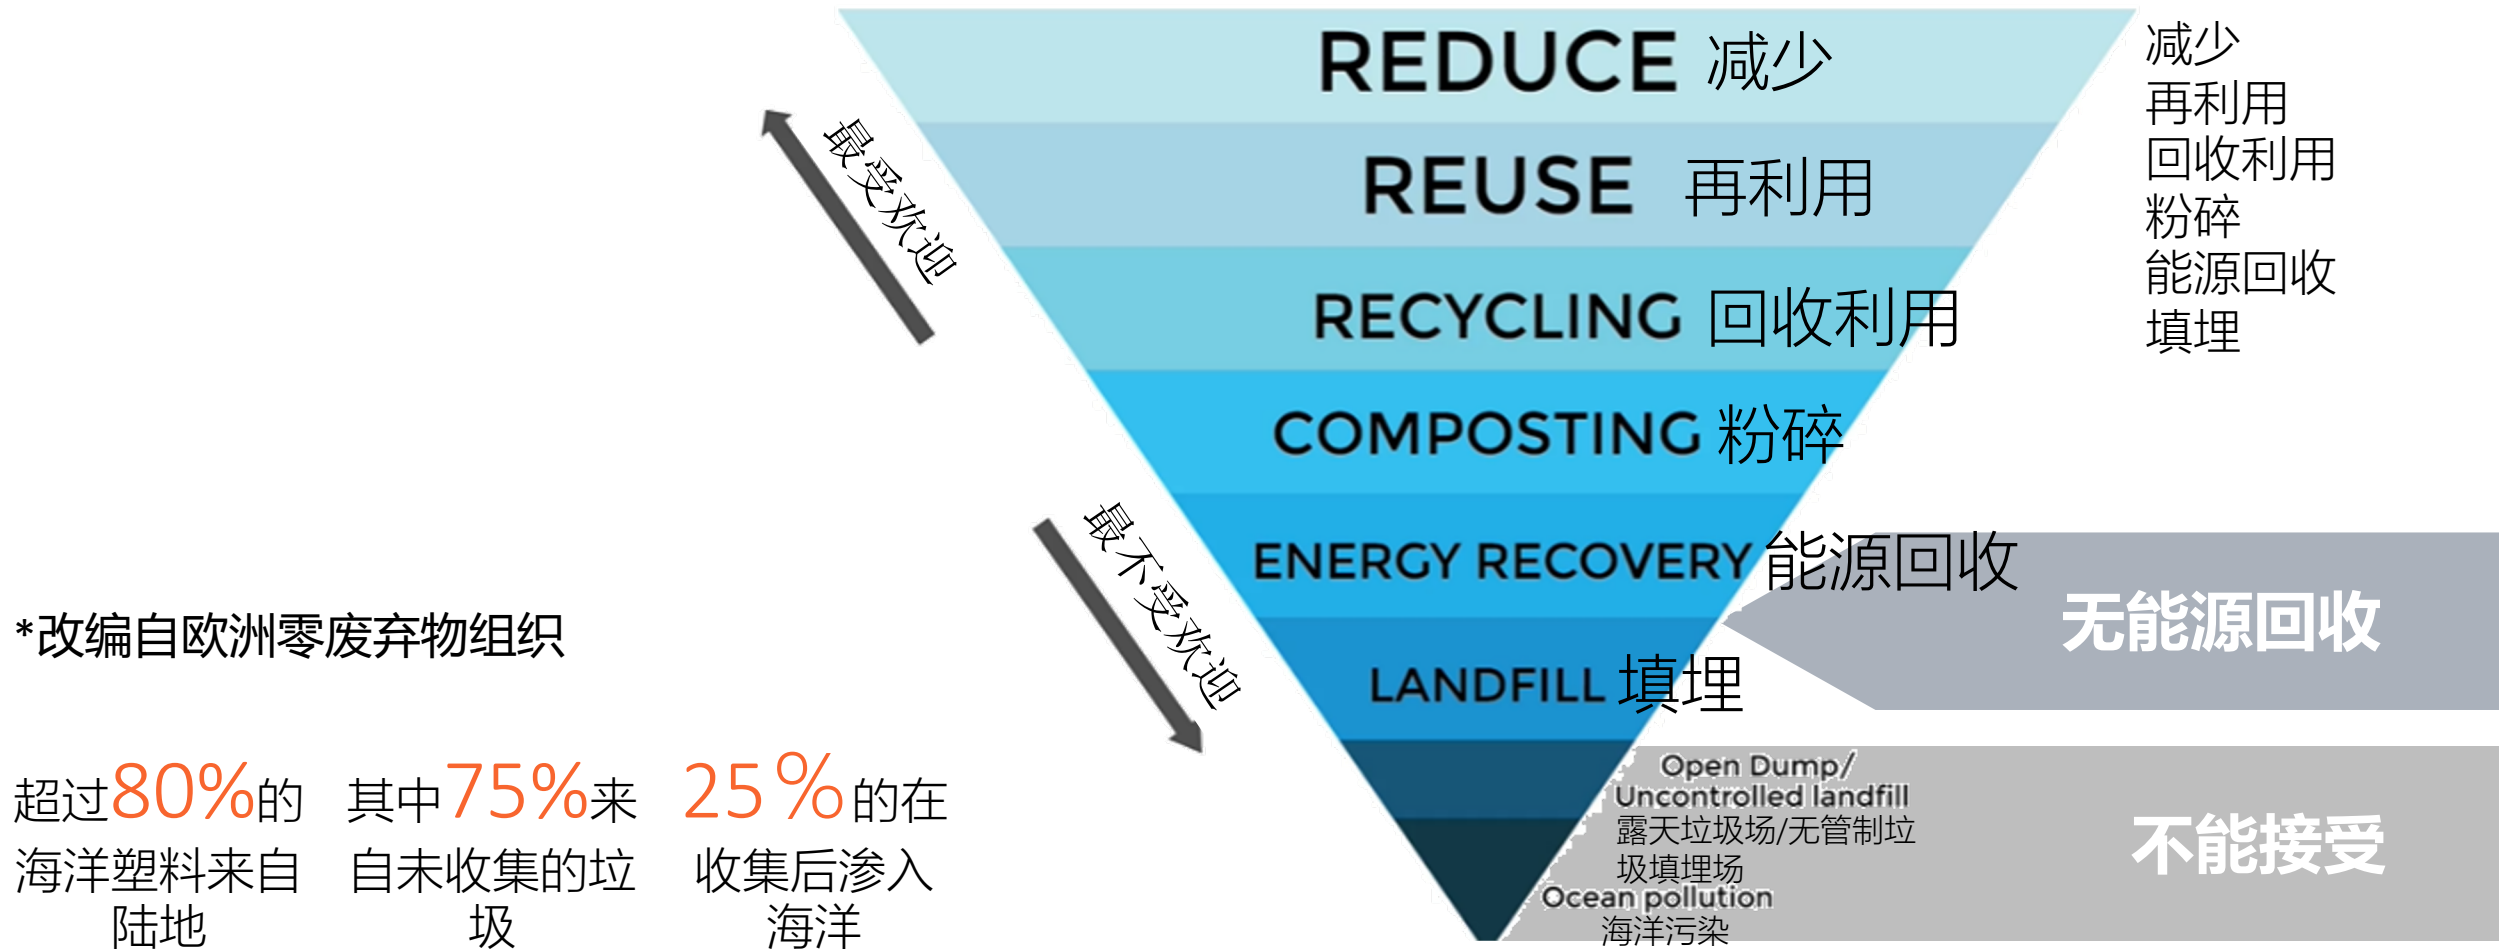 REDUCE 减少
REUSE 再利用
RECYCLING 回收利用
COMPOSTING 粉碎
ENERGY RECOVERY 能源回收
LANDFILL 填埋
Open Dump/
Uncontrolled landfill
露天垃圾场/无管制垃
圾填埋场
Ocean pollution
海洋污染
最受欢迎
最不受欢迎
减少
再利用
回收利用
粉碎
能源回收
填埋
无能源回收
不能接受
*改编自欧洲零废弃物组织
超过80%的
海洋塑料来自
陆地
其中75%来
自未收集的垃
圾
25%的在
收集后渗入
海洋